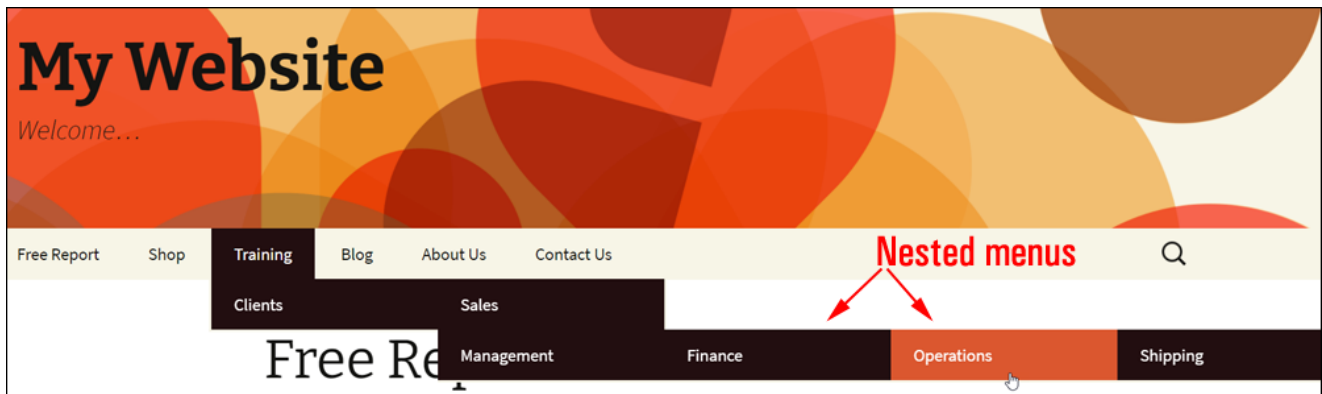 My Website
Welcome...
Free Report Shop Training Blog About Us Contact Us Nested menus
Clients Sales
Free Re Management Finance Operations Shipping